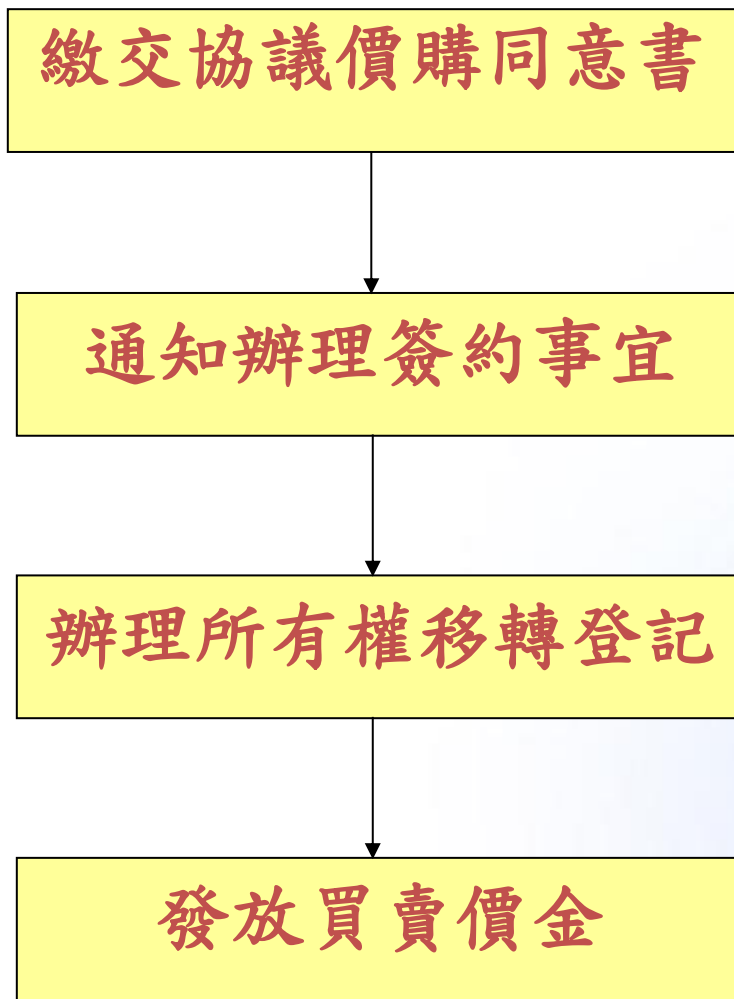 繳交協議價購同意書
通知辦理簽約事宜
辦理所有權移轉登記
發放買賣價金